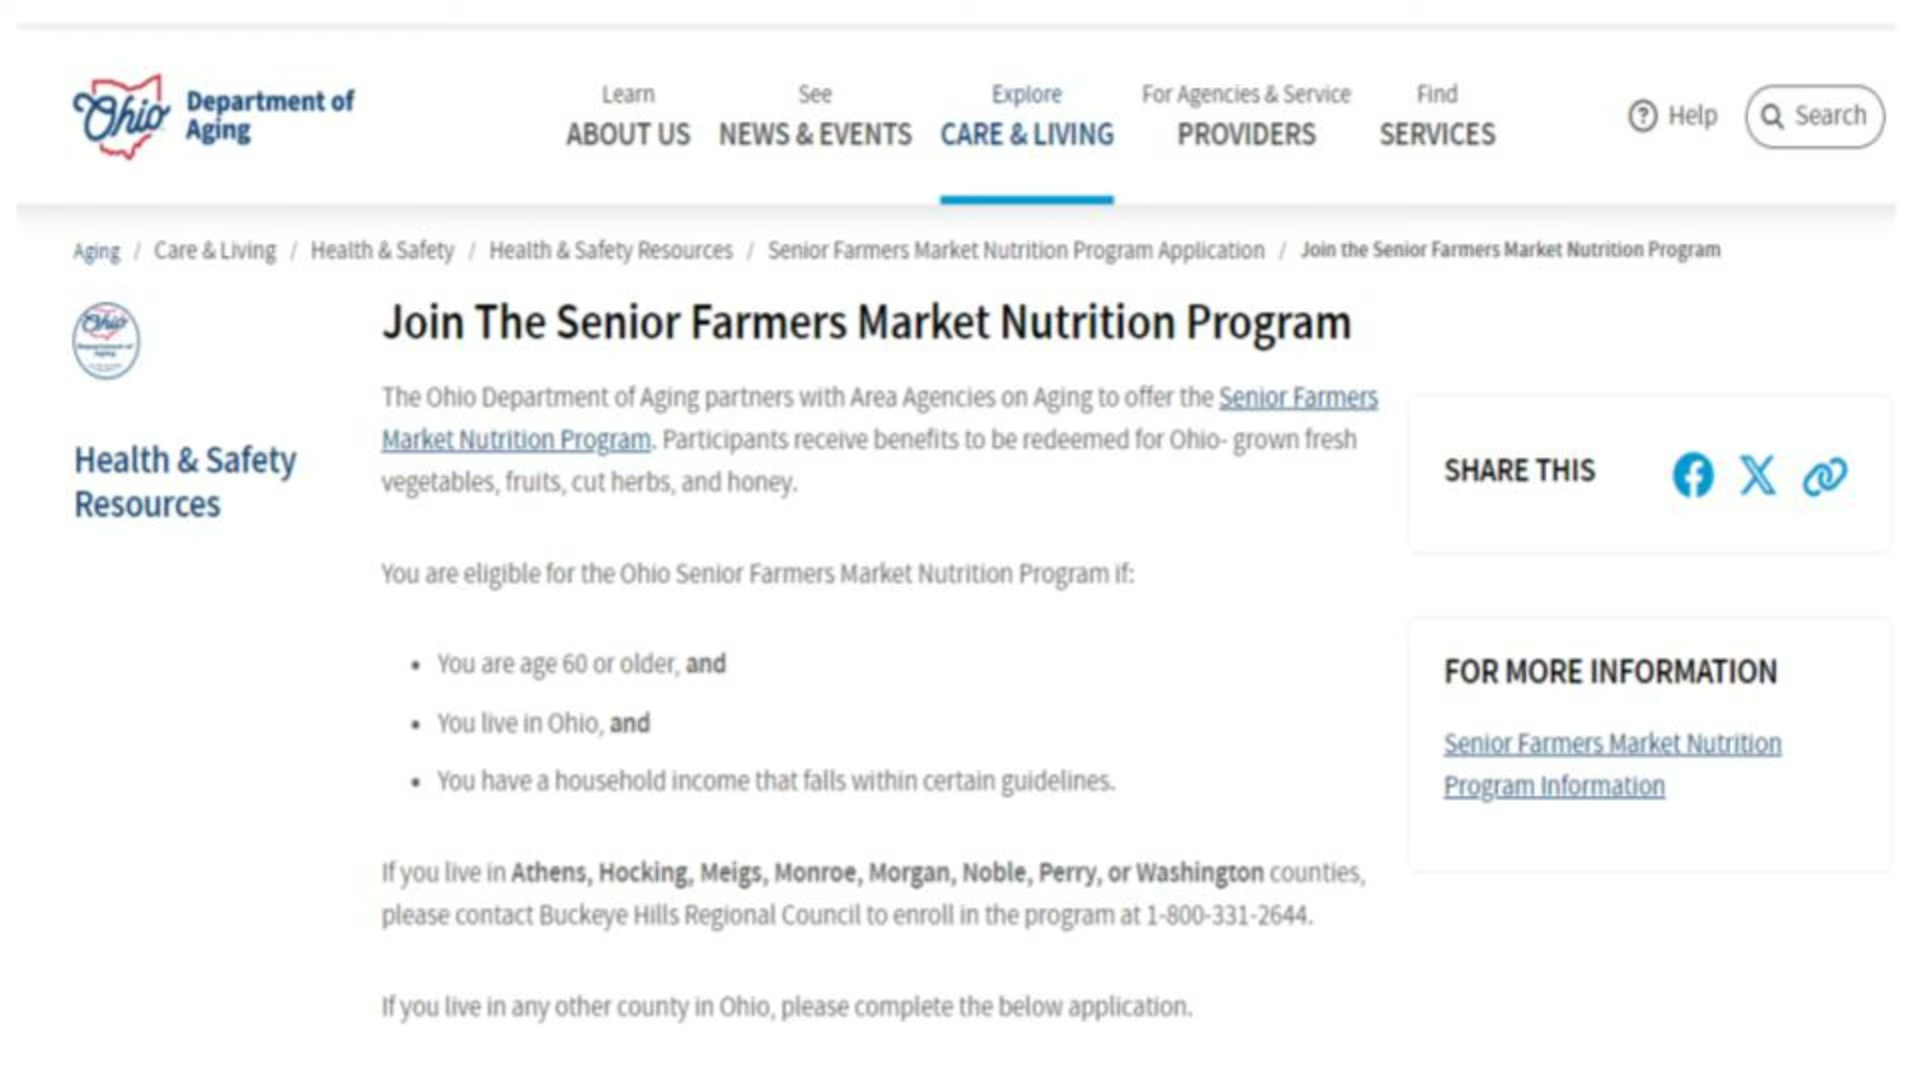 Ohio
Department of
Aging
Learn
ABOUT US
See
NEWS & EVENTS
Explore
CARE & LIVING
For Agencies & Service
PROVIDERS
Find
SERVICES
Help
Search
Aging / Care & Living / Health & Safety / Health & Safety Resources / Senior Farmers Market Nutrition Program Application / Join the Senior Farmers Market Nutrition Program
Ohio
Department of
Aging
Health & Safety
Resources
Join The Senior Farmers Market Nutrition Program
The Ohio Department of Aging partners with Area Agencies on Aging to offer the Senior Farmers
Market Nutrition Program. Participants receive benefits to be redeemed for Ohio- grown fresh
vegetables, fruits, cut herbs, and honey.
You are eligible for the Ohio Senior Farmers Market Nutrition Program if:
• You are age 60 or older, and
• You live in Ohio, and
• You have a household income that falls within certain guidelines.
If you live in Athens, Hocking, Meigs, Monroe, Morgan, Noble, Perry, or Washington counties,
please contact Buckeye Hills Regional Council to enroll in the program at 1-800-331-2644.
If you live in any other county in Ohio, please complete the below application.
SHARE THIS
FOR MORE INFORMATION
Senior Farmers Market Nutrition
Program Information